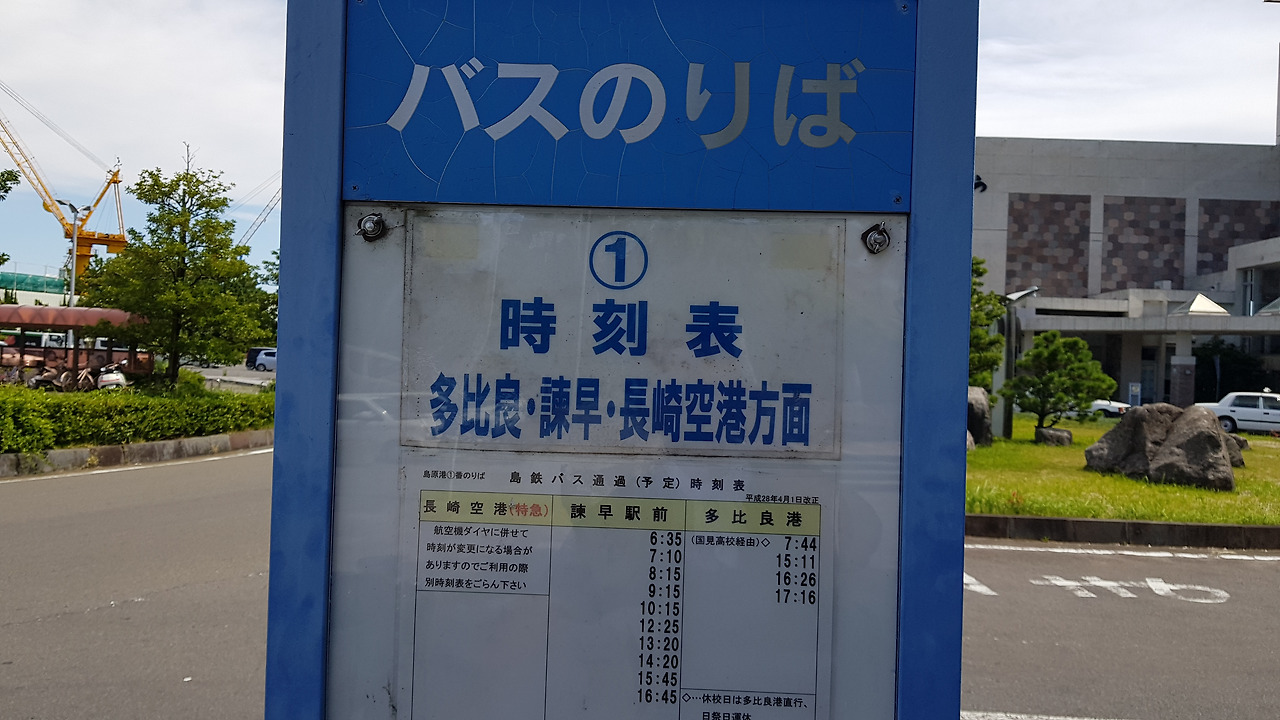 バスのりば
①
時刻表
多比良・諫早・長崎空港方面
島原港①番のりば 島鉄バス通過(予定)時刻表
平成28年4月1日改正
長崎空港(特急) 諫早駅前 多比良港
航空機ダイヤに併せて
時刻が変更になる場合が
ありますのでご利用の際
別時刻表をごらん下さい
6:35
7:10
8:15
9:15
10:15
12:25
13:20
14:20
15:45
16:45
(国見高校経由)◇ 7:44
15:11
16:26
17:16
◇…休校日は多比良港直行、
日祭日運休